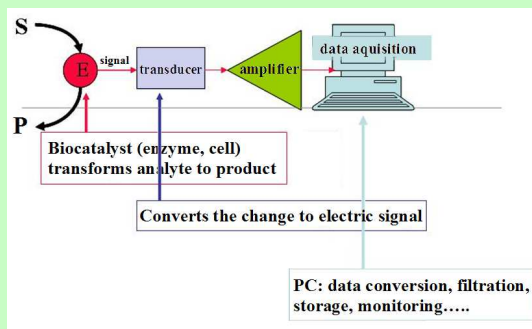 S
E
P
signal
transducer
amplifier
data aquisition
Biocatalyst (enzyme, cell)
transforms analyte to product
Converts the change to electric signal
PC: data conversion, filtration,
storage, monitoring.....